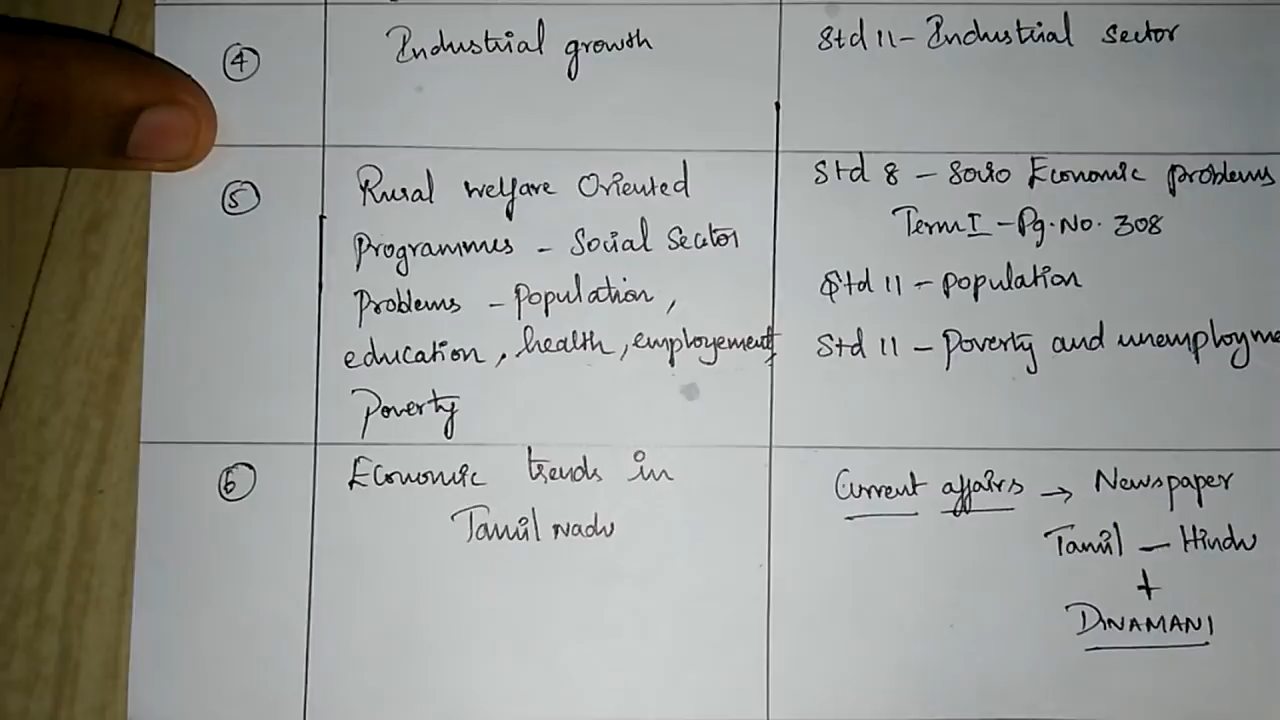 ④ Industrial growth Std 11 - Industrial sector
⑤ Rural welfare Oriented
Programmes - Social Sector
Problems - Population,
education, health, employement,
Poverty
Std 8 - Socio Economic problems
Term I - Pg. No. 308
Std 11 - population
Std 11 - Poverty and unemployme
⑥ Economic trends in
Tamil nadu
Current affairs → Newspaper
Tamil - Hindu
+
DINAMANI